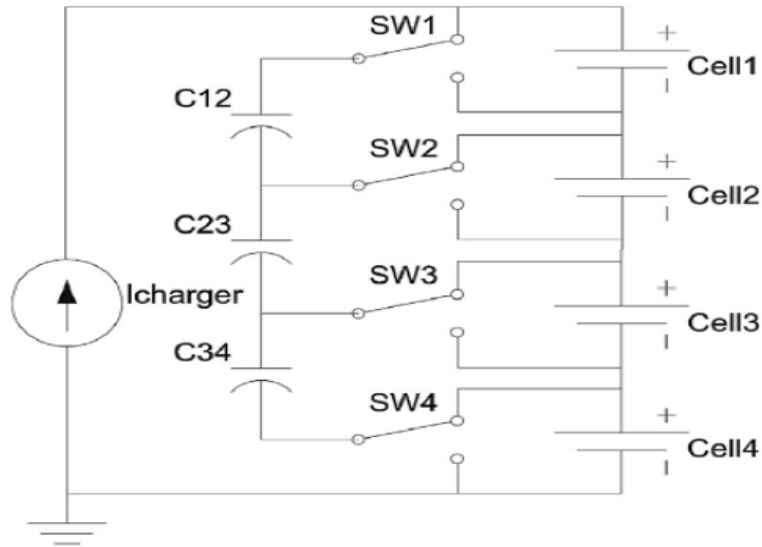 SW1
+
Cell1
C12
SW2
+
Cell2
C23
SW3
+
Icharger
Cell3
C34
SW4
+
Cell4